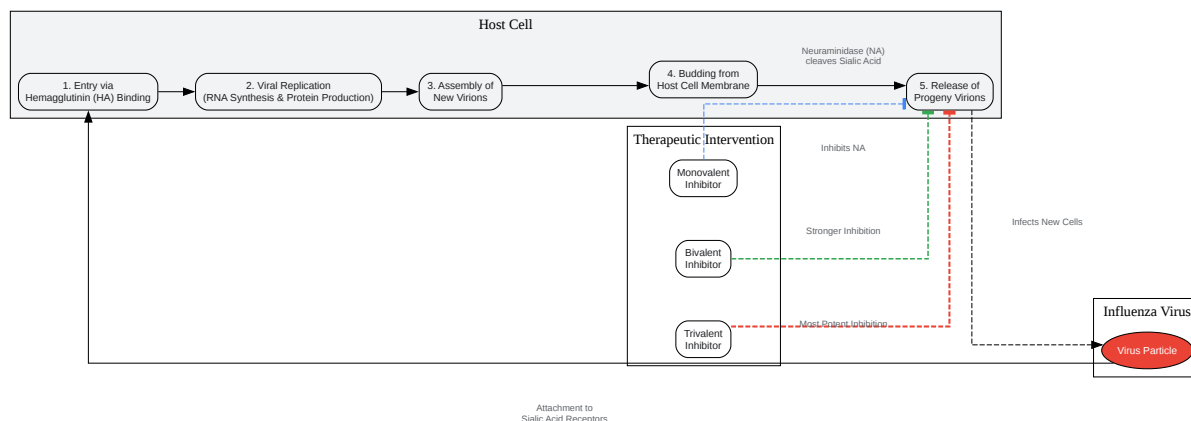 Host Cell
Neuraminidase (NA)
cleaves Sialic Acid
1. Entry via
Hemagglutinin (HA) Binding
2. Viral Replication
(RNA Synthesis & Protein Production)
3. Assembly of
New Virions
4. Budding from
Host Cell Membrane
5. Release of
Progeny Virions
Therapeutic Intervention
Inhibits NA
Monovalent
Inhibitor
Infects New Cells
Stronger Inhibition
Bivalent
Inhibitor
Influenza Virus
Most Potent Inhibition
Trivalent
Inhibitor
Virus Particle
Attachment to
Sialic Acid Receptors